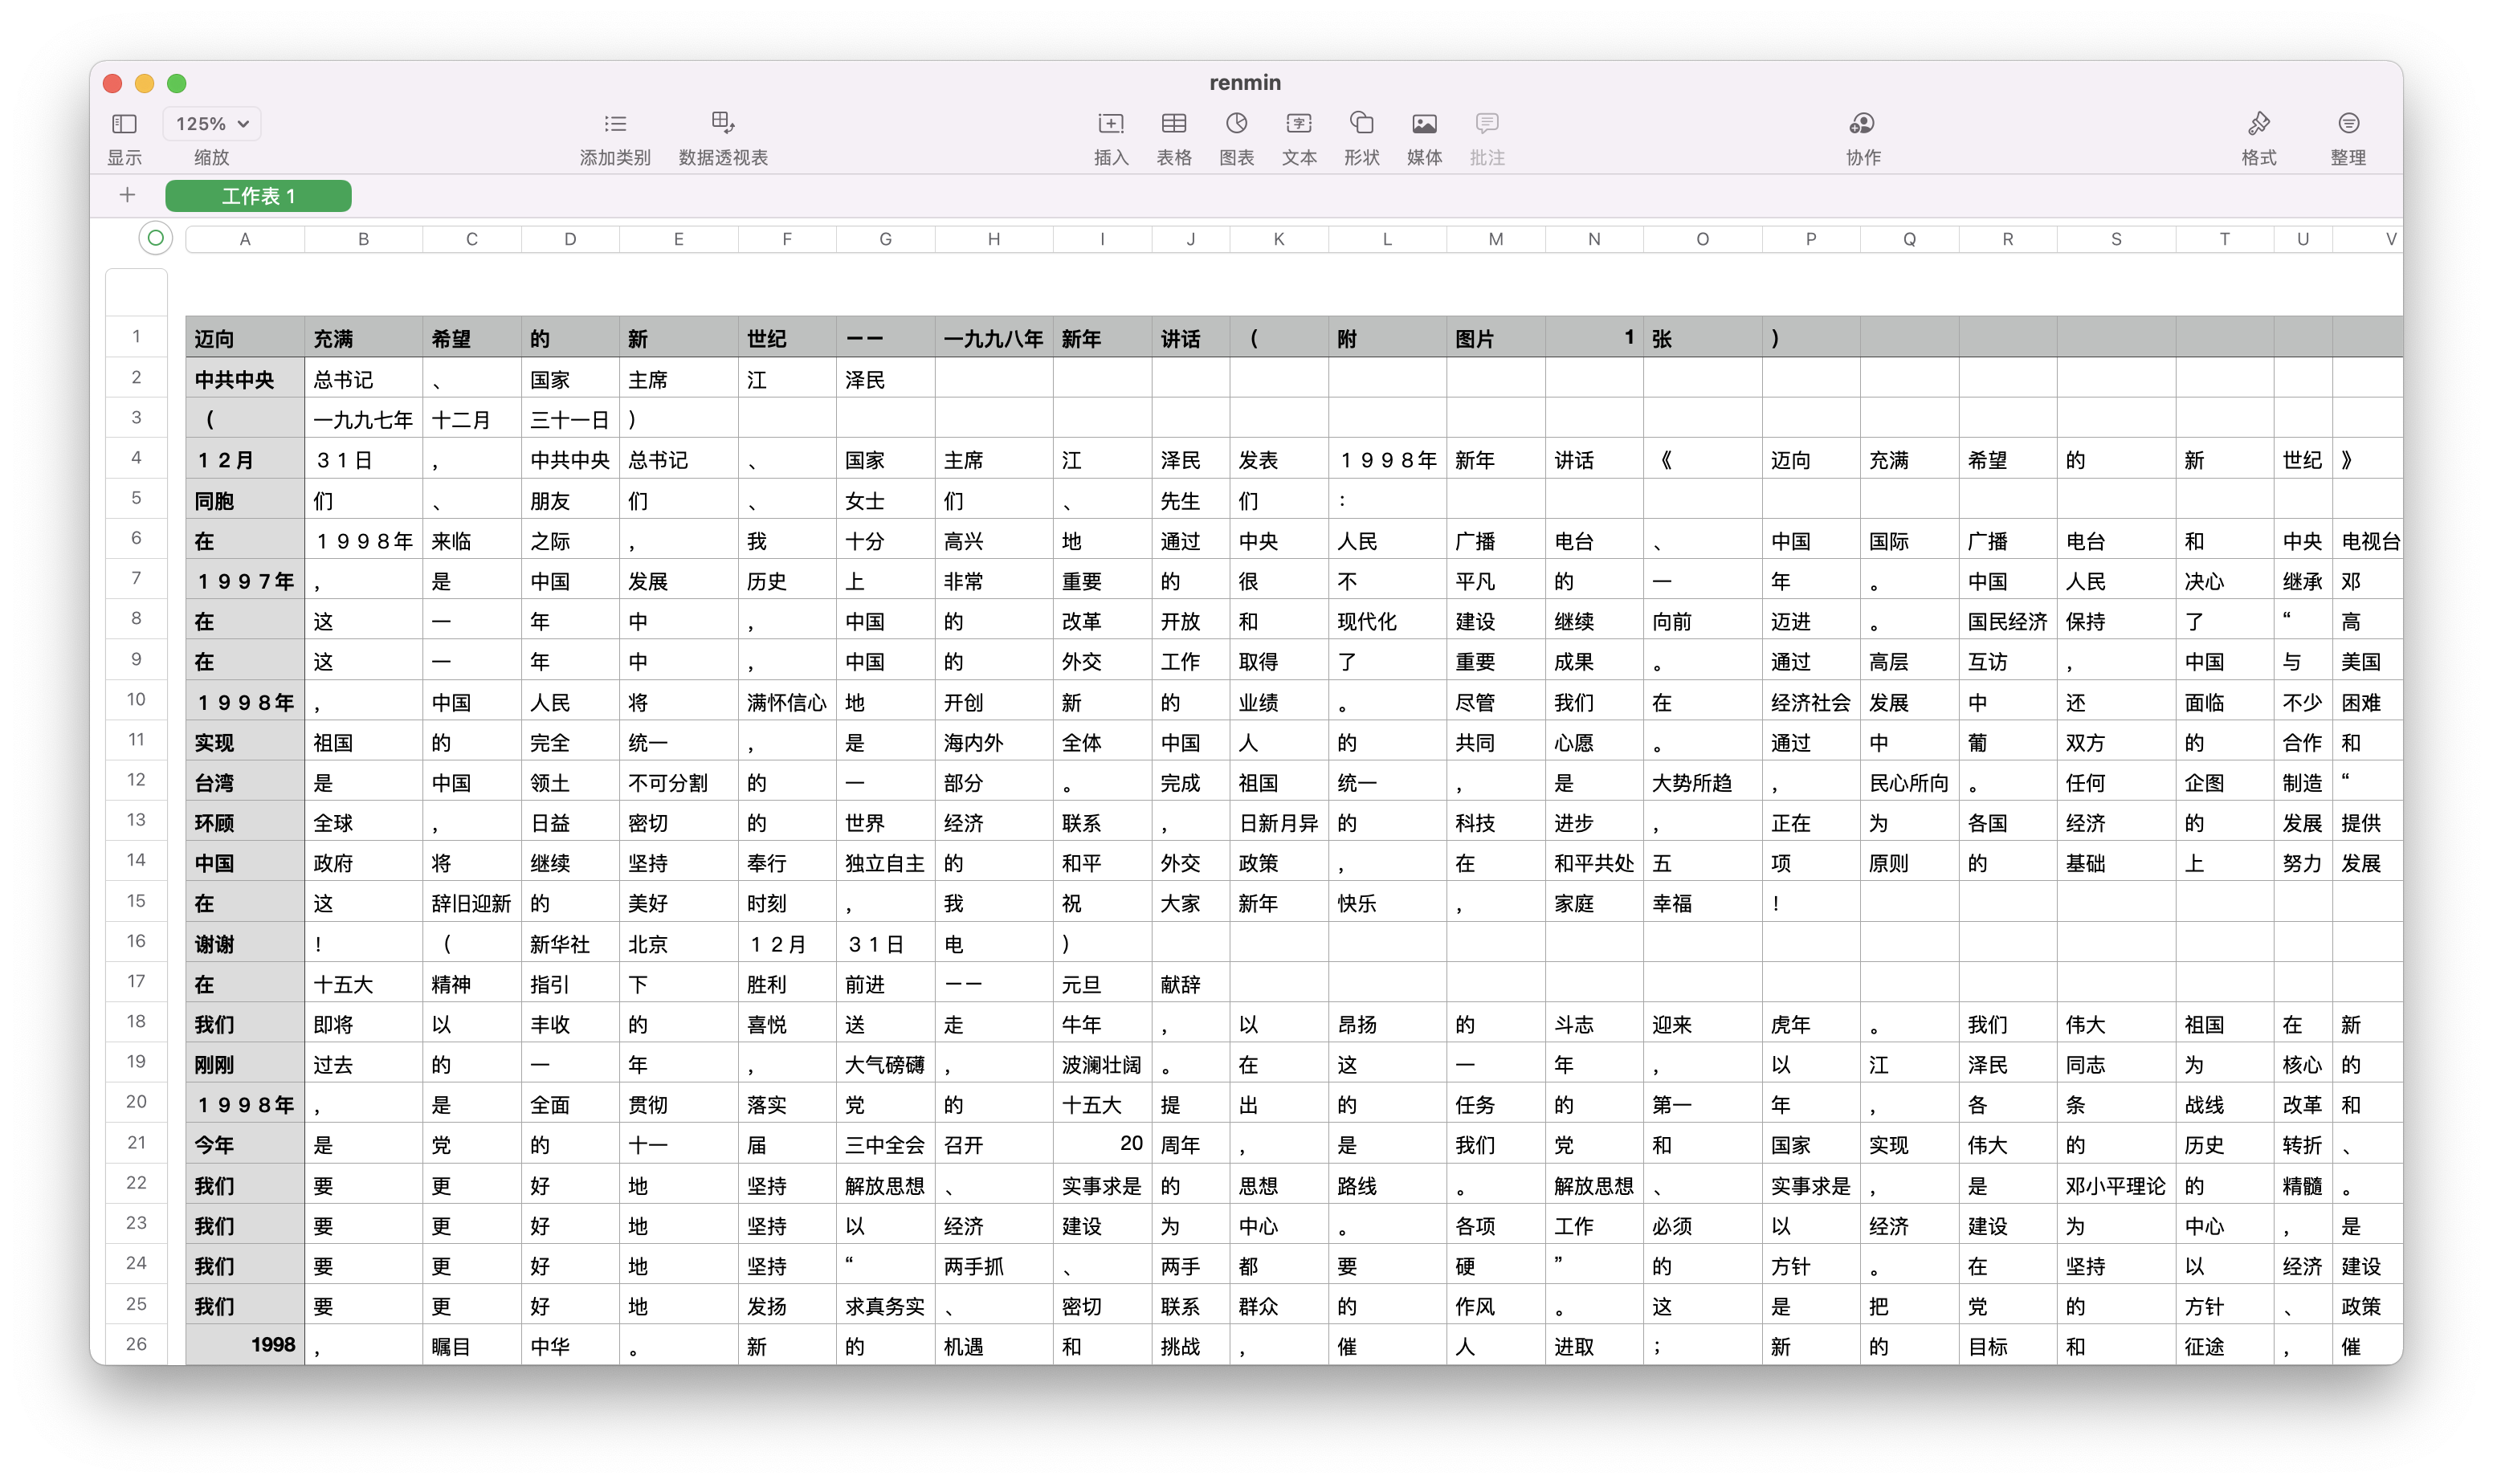 renmin
125%
显示 缩放 添加类别 数据透视表 插入 表格 图表 文本 形状 媒体 批注 协作 格式 整理
工作表 1
A B C D E F G H I J K L M N O P Q R S T U V
1 迈向 充满 希望 的 新 世纪 —— 一九九八年 新年 讲话 （ 附 图片 1 张 ）
2 中共中央 总书记 、 国家 主席 江 泽民
3 （ 一九九七年 十二月 三十一日 ）
4 １２月 ３１日 ， 中共中央 总书记 、 国家 主席 江 泽民 发表 １９９８年 新年 讲话 《 迈向 充满 希望 的 新 世纪 》
5 同胞 们 、 朋友 们 、 女士 们 、 先生 们 ：
6 在 １９９８年 来临 之际 ， 我 十分 高兴 地 通过 中央 人民 广播 电台 、 中国 国际 广播 电台 和 中央 电视台
7 １９９７年 ， 是 中国 发展 历史 上 非常 重要 的 很 不 平凡 的 一 年 。 中国 人民 决心 继承 邓
8 在 这 一 年 中 ， 中国 的 改革 开放 和 现代化 建设 继续 向前 迈进 。 国民经济 保持 了 “ 高
9 在 这 一 年 中 ， 中国 的 外交 工作 取得 了 重要 成果 。 通过 高层 互访 ， 中国 与 美国
10 １９９８年 ， 中国 人民 将 满怀信心 地 开创 新 的 业绩 。 尽管 我们 在 经济社会 发展 中 还 面临 不少 困难
11 实现 祖国 的 完全 统一 ， 是 海内外 全体 中国 人 的 共同 心愿 。 通过 中 葡 双方 的 合作 和
12 台湾 是 中国 领土 不可分割 的 一 部分 。 完成 祖国 统一 ， 是 大势所趋 ， 民心所向 。 任何 企图 制造 “
13 环顾 全球 ， 日益 密切 的 世界 经济 联系 ， 日新月异 的 科技 进步 ， 正在 为 各国 经济 的 发展 提供
14 中国 政府 将 继续 坚持 奉行 独立自主 的 和平 外交 政策 ， 在 和平共处 五 项 原则 的 基础 上 努力 发展
15 在 这 辞旧迎新 的 美好 时刻 ， 我 祝 大家 新年 快乐 ， 家庭 幸福 ！
16 谢谢 ！ （ 新华社 北京 １２月 ３１日 电 ）
17 在 十五大 精神 指引 下 胜利 前进 —— 元旦 献辞
18 我们 即将 以 丰收 的 喜悦 送 走 牛年 ， 以 昂扬 的 斗志 迎来 虎年 。 我们 伟大 祖国 在 新
19 刚刚 过去 的 一 年 ， 大气磅礴 ， 波澜壮阔 。 在 这 一 年 ， 以 江 泽民 同志 为 核心 的
20 １９９８年 ， 是 全面 贯彻 落实 党 的 十五大 提 出 的 任务 的 第一 年 ， 各 条 战线 改革 和
21 今年 是 党 的 十一 届 三中全会 召开 20 周年 ， 是 我们 党 和 国家 实现 伟大 的 历史 转折 、
22 我们 要 更 好 地 坚持 解放思想 、 实事求是 的 思想 路线 。 解放思想 、 实事求是 ， 是 邓小平理论 的 精髓 。
23 我们 要 更 好 地 坚持 以 经济 建设 为 中心 。 各项 工作 必须 以 经济 建设 为 中心 ， 是
24 我们 要 更 好 地 坚持 “ 两手抓 、 两手 都 要 硬 ” 的 方针 。 在 坚持 以 经济 建设
25 我们 要 更 好 地 发扬 求真务实 、 密切 联系 群众 的 作风 。 这 是 把 党 的 方针 、 政策
26 1998 ， 瞩目 中华 。 新 的 机遇 和 挑战 ， 催 人 进取 ； 新 的 目标 和 征途 ， 催